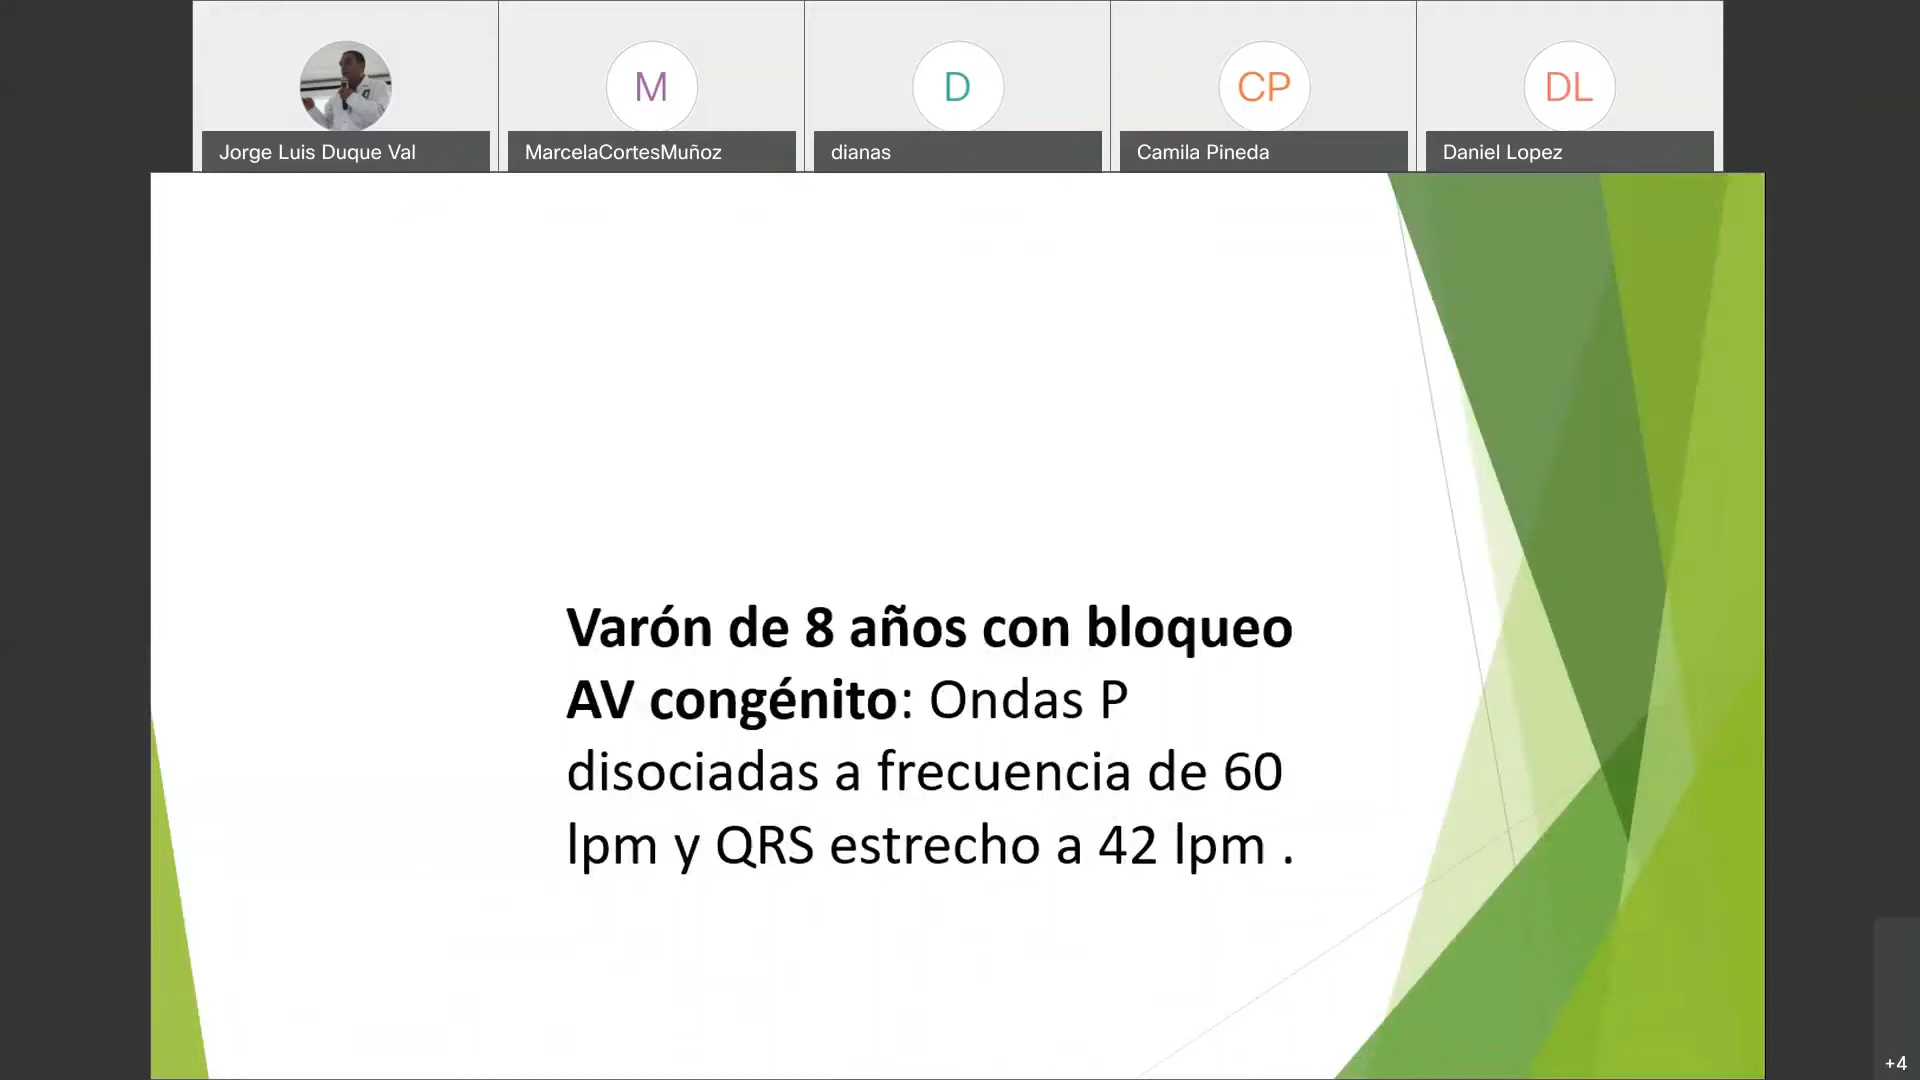 Jorge Luis Duque Val
M
MarcelaCortesMuñoz
D
dianas
CP
Camila Pineda
DL
Daniel Lopez
Varón de 8 años con bloqueo
AV congénito: Ondas P
disociadas a frecuencia de 60
lpm y QRS estrecho a 42 lpm .
+4